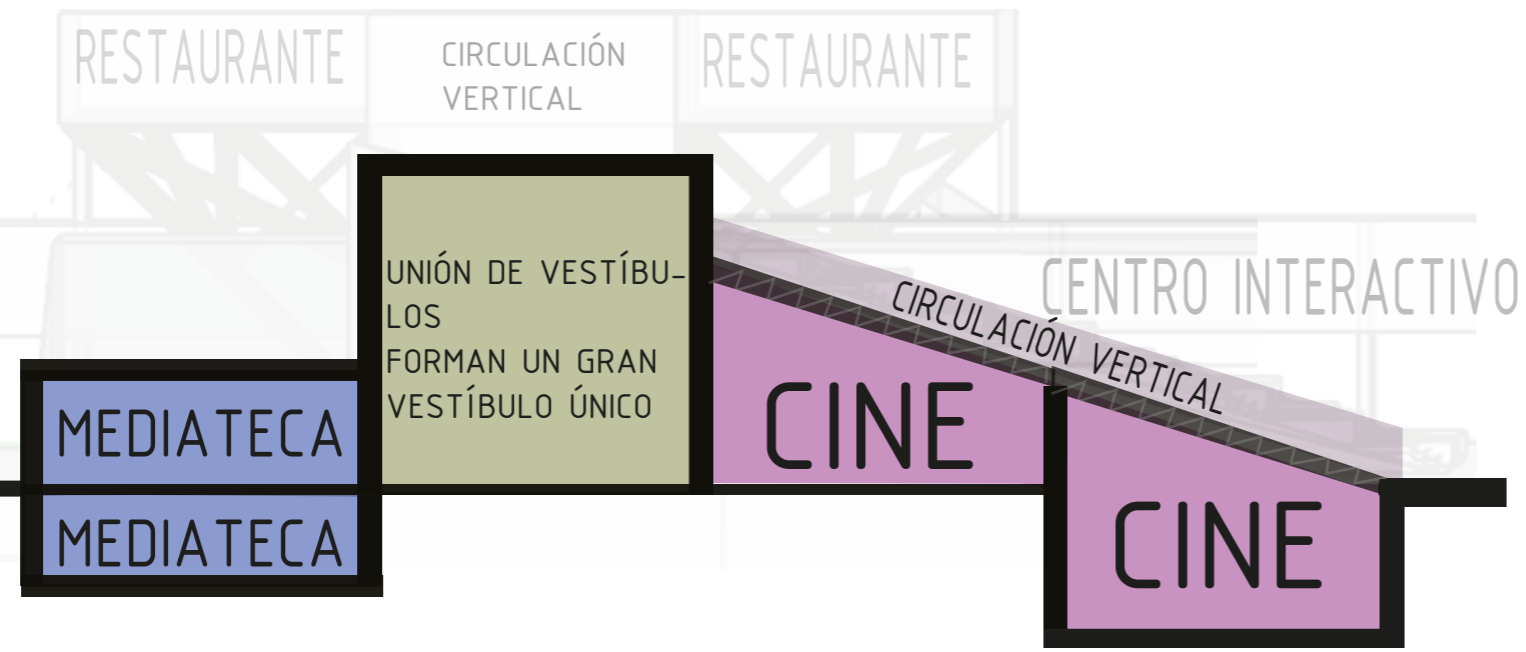 RESTAURANTE
CIRCULACIÓN
VERTICAL
RESTAURANTE
UNIÓN DE VESTÍBU-
LOS
FORMAN UN GRAN
VESTÍBULO ÚNICO
CENTRO INTERACTIVO
CIRCULACIÓN VERTICAL
MEDIATECA
CINE
MEDIATECA
CINE